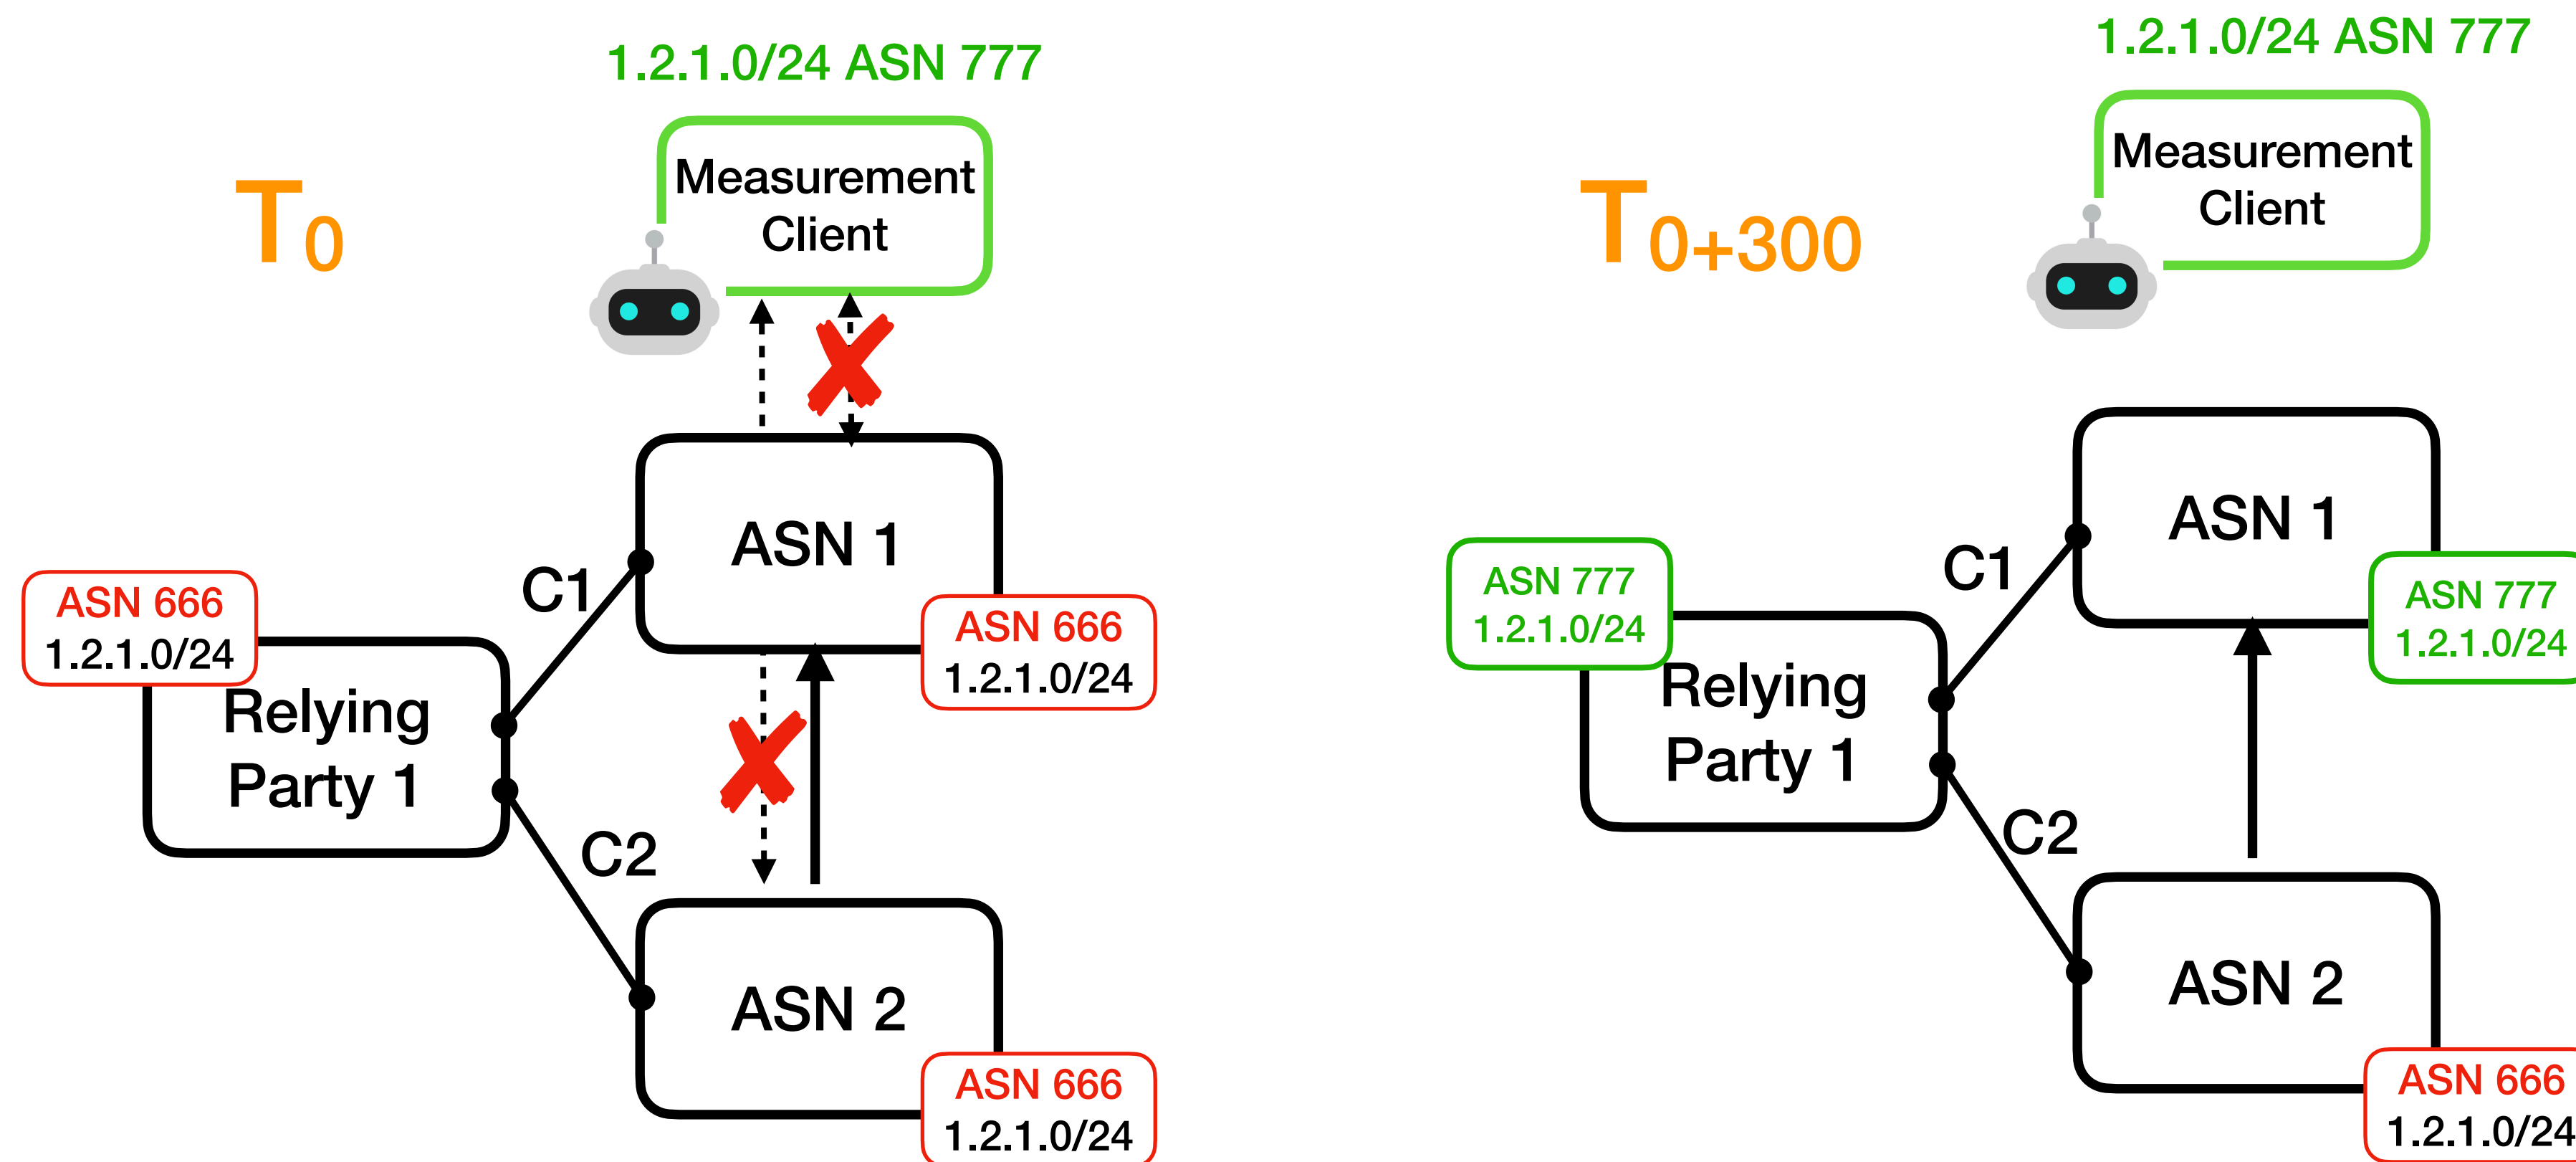 1.2.1.0/24 ASN 777
Measurement
Client
T0
ASN 1
C1
ASN 666
1.2.1.0/24
ASN 666
1.2.1.0/24
Relying
Party 1
C2
ASN 2
ASN 666
1.2.1.0/24
1.2.1.0/24 ASN 777
Measurement
Client
T0+300
ASN 1
C1
ASN 777
1.2.1.0/24
ASN 777
1.2.1.0/24
Relying
Party 1
C2
ASN 2
ASN 666
1.2.1.0/24